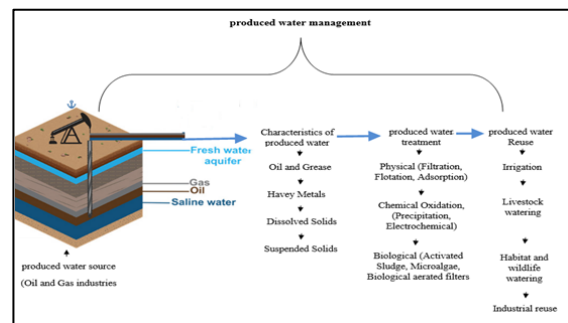 produced water management
Fresh water
aquifer
Gas
Oil
Saline water
produced water source
(Oil and Gas industries
Characteristics of
produced water
Oil and Grease
Havey Metals
Dissolved Solids
Suspended Solids
produced water
treatment
Physical (Filtration,
Flotation, Adsorption)
Chemical Oxidation,
(Precipitation,
Electrochemical)
Biological (Activated
Sludge, Microalgae,
Biological aerated filters
produced water
Reuse
Irrigation
Livestock
watering
Habitat and
wildlife
watering
Industrial reuse